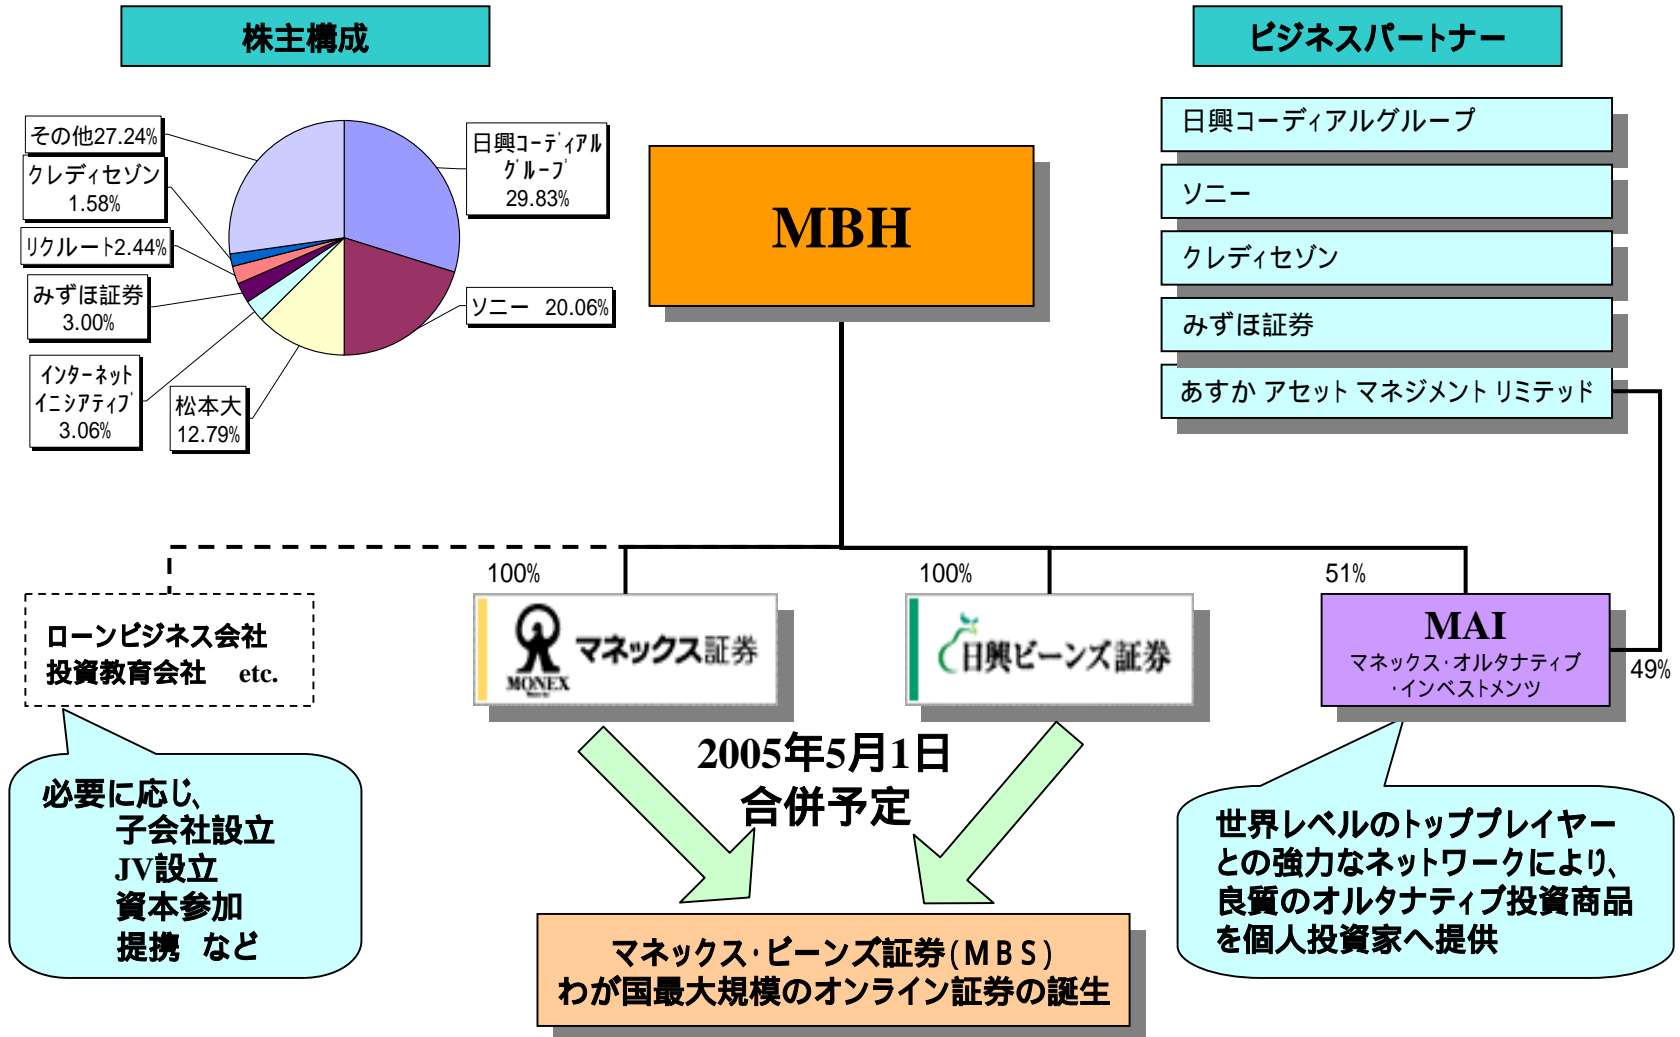 株主構成
ビジネスパートナー
その他27.24%
クレディセゾン
1.58%
リクルート2.44%
みずほ証券
3.00%
インターネット
イニシアティブ
3.06%
松本大
12.79%
日興コーディアル
グループ
29.83%
ソニー 20.06%
MBH
日興コーディアルグループ
ソニー
クレディセゾン
みずほ証券
あすか アセット マネジメント リミテッド
100%
100%
51%
49%
ローンビジネス会社
投資教育会社 etc.
マネックス証券
MONEX
日興ビーンズ証券
MAI
マネックス・オルタナティブ
・インベストメンツ
2005年5月1日
合併予定
必要に応じ、
子会社設立
JV設立
資本参加
提携 など
世界レベルのトッププレイヤー
との強力なネットワークにより、
良質のオルタナティブ投資商品
を個人投資家へ提供
マネックス・ビーンズ証券(MBS)
わが国最大規模のオンライン証券の誕生